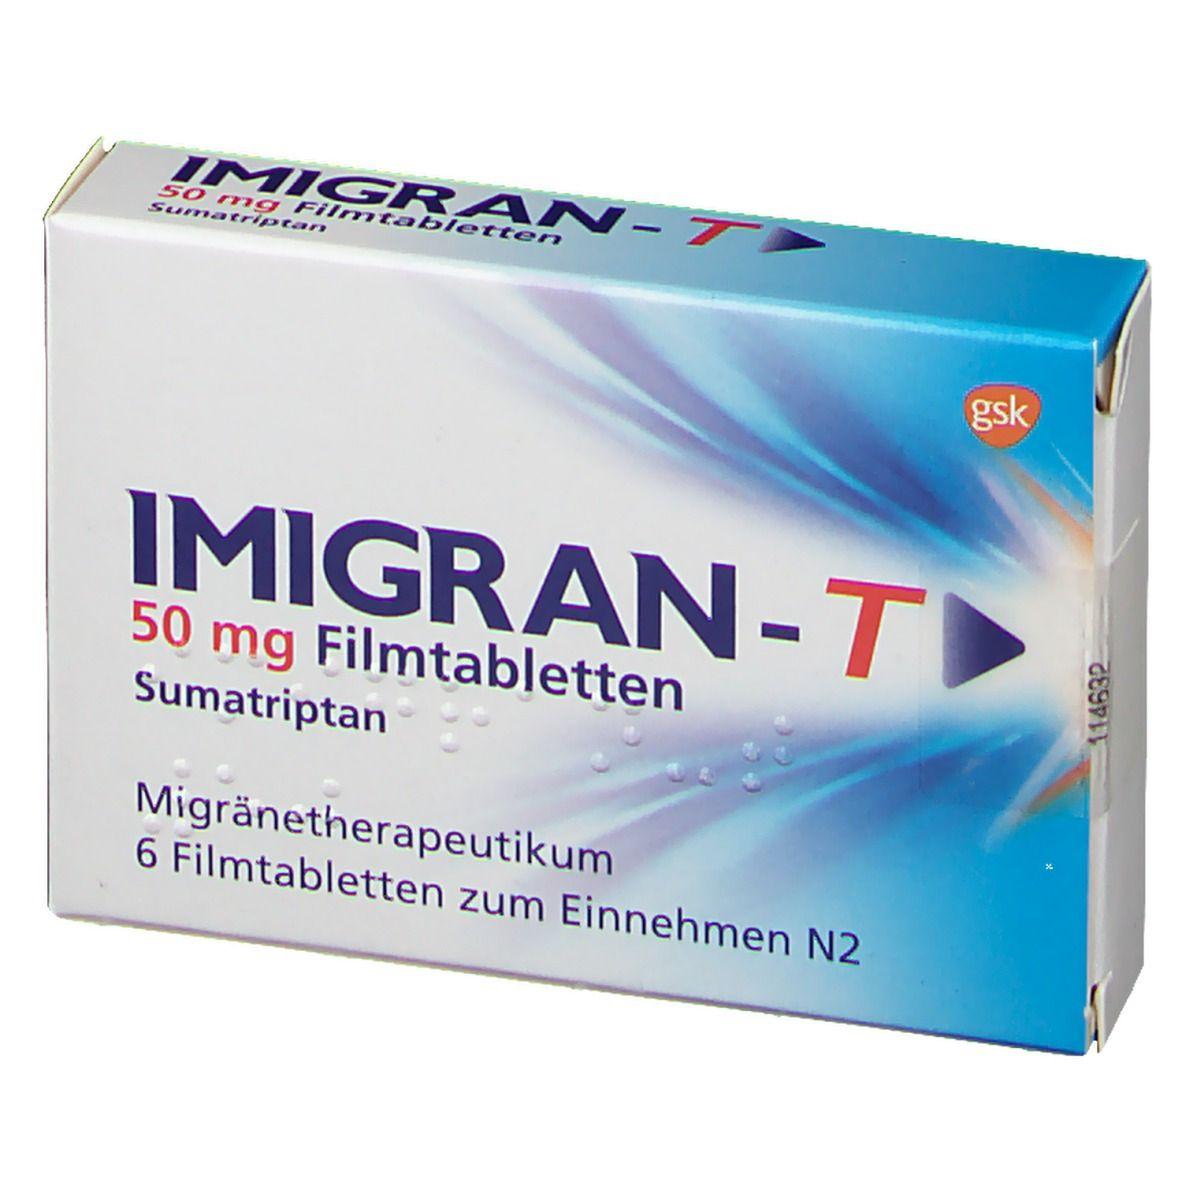 IMIGRAN-T
50 mg Filmtabletten
Sumatriptan
gsk
IMIGRAN-T
50 mg Filmtabletten
Sumatriptan
Migränetherapeutikum
6 Filmtabletten zum Einnehmen N2
114632